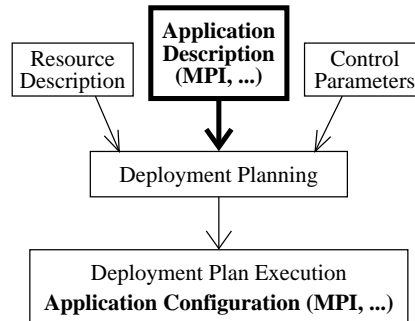 Resource
Description
Application
Description
(MPI, ...)
Control
Parameters
Deployment Planning
Deployment Plan Execution
Application Configuration (MPI, ...)